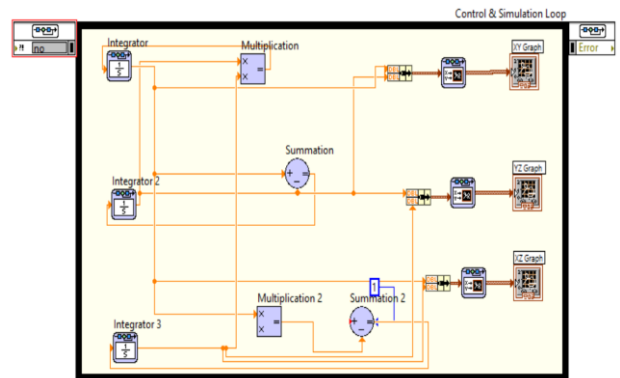 Control & Simulation Loop
no
Error
Integrator
Multiplication
XY Graph
Summation
YZ Graph
Integrator 2
XZ Graph
1
Multiplication 2
Summation 2
Integrator 3